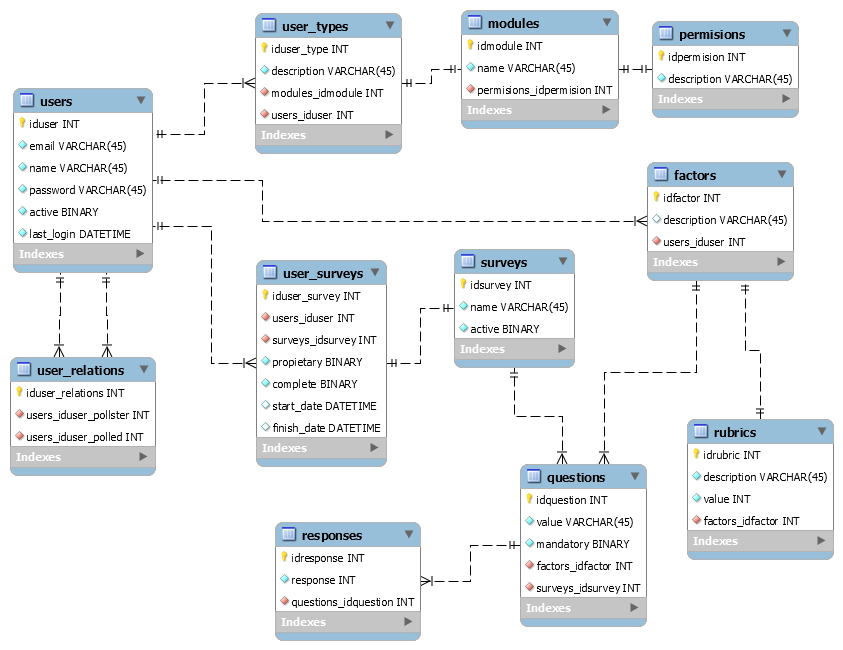 user_types
iduser_type INT
description VARCHAR(45)
modules_idmodule INT
users_iduser INT
Indexes
modules
idmodule INT
name VARCHAR(45)
permisions_idpermision INT
Indexes
permisions
idpermision INT
description VARCHAR(45)
Indexes
users
iduser INT
email VARCHAR(45)
name VARCHAR(45)
password VARCHAR(45)
active BINARY
last_login DATETIME
Indexes
factors
idfactor INT
description VARCHAR(45)
users_iduser INT
Indexes
user_surveys
iduser_survey INT
users_iduser INT
surveys_idsurvey INT
propietary BINARY
complete BINARY
start_date DATETIME
finish_date DATETIME
Indexes
surveys
idsurvey INT
name VARCHAR(45)
active BINARY
Indexes
user_relations
iduser_relations INT
users_iduser_pollster INT
users_iduser_polled INT
Indexes
rubrics
idrubric INT
description VARCHAR(45)
value INT
factors_idfactor INT
Indexes
questions
idquestion INT
value VARCHAR(45)
mandatory BINARY
factors_idfactor INT
surveys_idsurvey INT
Indexes
responses
idresponse INT
response INT
questions_idquestion INT
Indexes